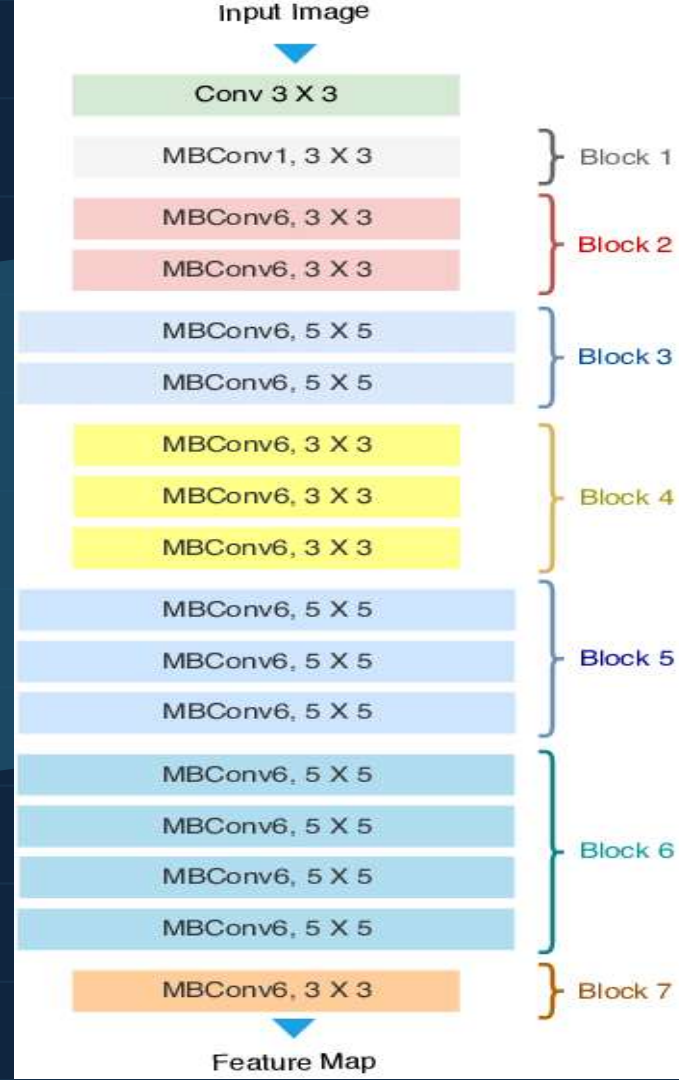 Input Image
Conv 3 X 3
MBConv1, 3 X 3
Block 1
MBConv6, 3 X 3
Block 2
MBConv6, 3 X 3
MBConv6, 5 X 5
Block 3
MBConv6, 5 X 5
MBConv6, 3 X 3
MBConv6, 3 X 3
Block 4
MBConv6, 3 X 3
MBConv6, 5 X 5
MBConv6, 5 X 5
Block 5
MBConv6, 5 X 5
MBConv6, 5 X 5
MBConv6, 5 X 5
Block 6
MBConv6, 5 X 5
MBConv6, 5 X 5
MBConv6, 3 X 3
Block 7
Feature Map